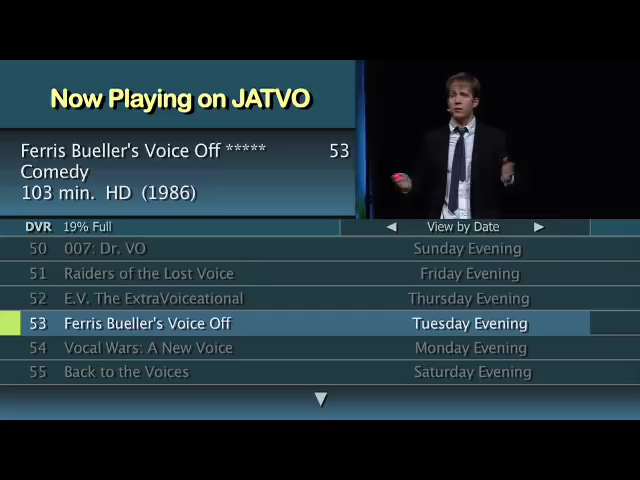 Now Playing on JATVO
Ferris Bueller's Voice Off ***** 53
Comedy
103 min. HD (1986)
DVR 19% Full ◀ View by Date ▶
50 007: Dr. VO Sunday Evening
51 Raiders of the Lost Voice Friday Evening
52 E.V. The ExtraVoiceational Thursday Evening
53 Ferris Bueller's Voice Off Tuesday Evening
54 Vocal Wars: A New Voice Monday Evening
55 Back to the Voices Saturday Evening